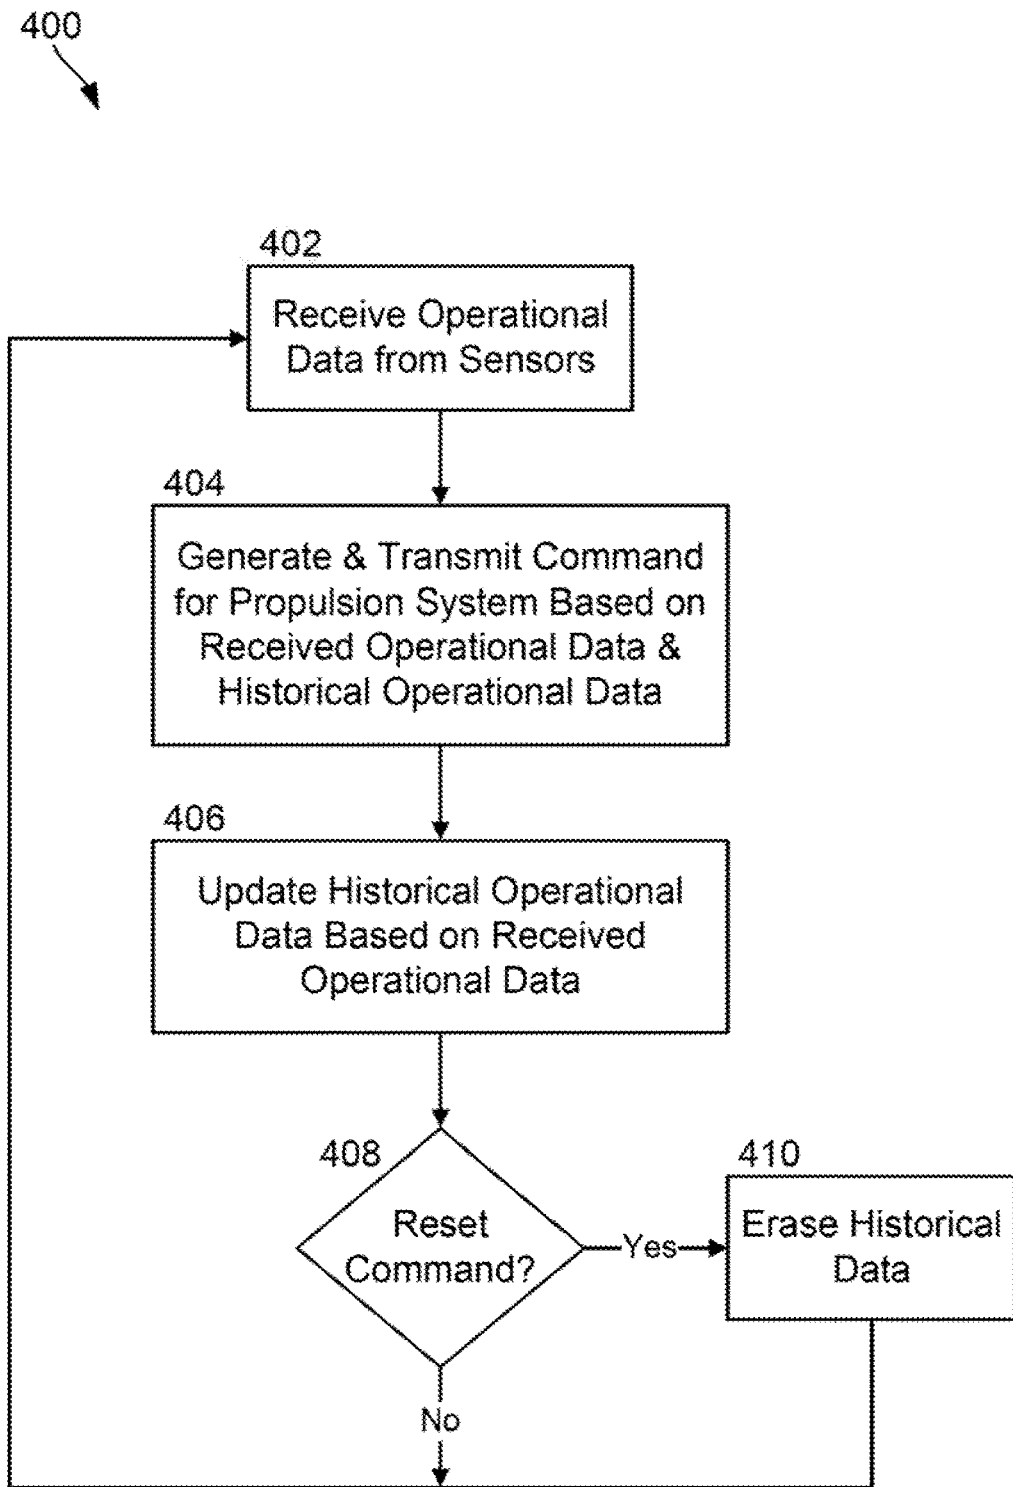 400
402
Receive Operational
Data from Sensors
404
Generate & Transmit Command
for Propulsion System Based on
Received Operational Data &
Historical Operational Data
406
Update Historical Operational
Data Based on Received
Operational Data
408
Reset
Command?
Yes
410
Erase Historical
Data
No